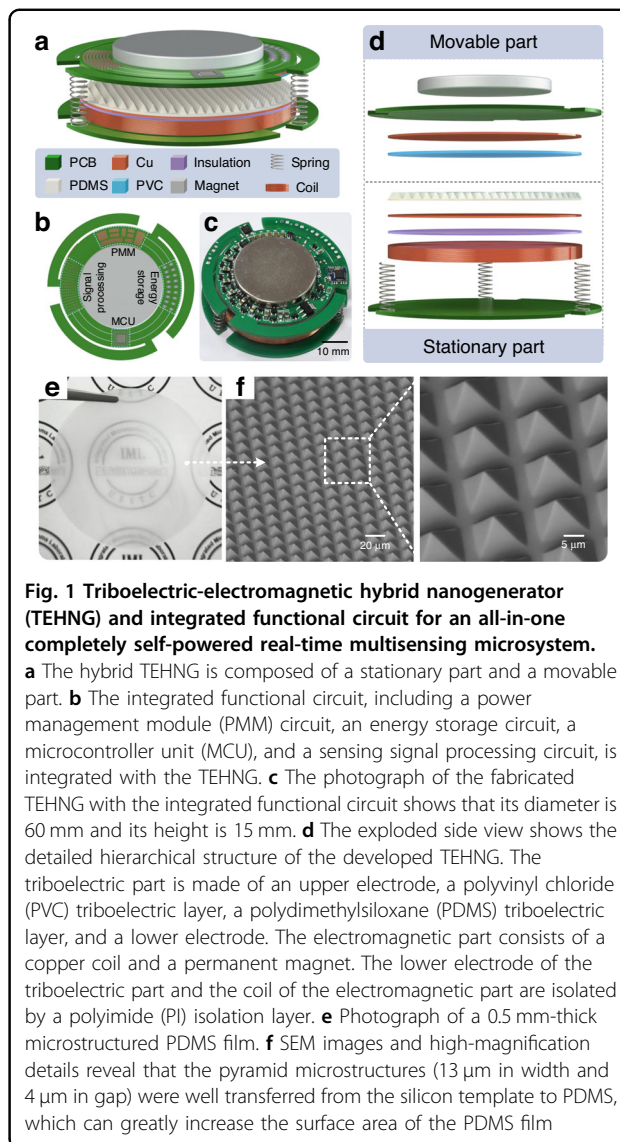 a
PCB Cu Insulation Spring
PDMS PVC Magnet Coil
b
PMM
Signal processing
Energy storage
MCU
c
10 mm
d
Movable part
Stationary part
e
IML
f
20 µm
5 µm
Fig. 1 Triboelectric-electromagnetic hybrid nanogenerator
(TEHNG) and integrated functional circuit for an all-in-one
completely self-powered real-time multisensing microsystem.
a The hybrid TEHNG is composed of a stationary part and a movable
part. b The integrated functional circuit, including a power
management module (PMM) circuit, an energy storage circuit, a
microcontroller unit (MCU), and a sensing signal processing circuit, is
integrated with the TEHNG. c The photograph of the fabricated
TEHNG with the integrated functional circuit shows that its diameter is
60 mm and its height is 15 mm. d The exploded side view shows the
detailed hierarchical structure of the developed TEHNG. The
triboelectric part is made of an upper electrode, a polyvinyl chloride
(PVC) triboelectric layer, a polydimethylsiloxane (PDMS) triboelectric
layer, and a lower electrode. The electromagnetic part consists of a
copper coil and a permanent magnet. The lower electrode of the
triboelectric part and the coil of the electromagnetic part are isolated
by a polyimide (PI) isolation layer. e Photograph of a 0.5 mm-thick
microstructured PDMS film. f SEM images and high-magnification
details reveal that the pyramid microstructures (13 µm in width and
4 µm in gap) were well transferred from the silicon template to PDMS,
which can greatly increase the surface area of the PDMS film